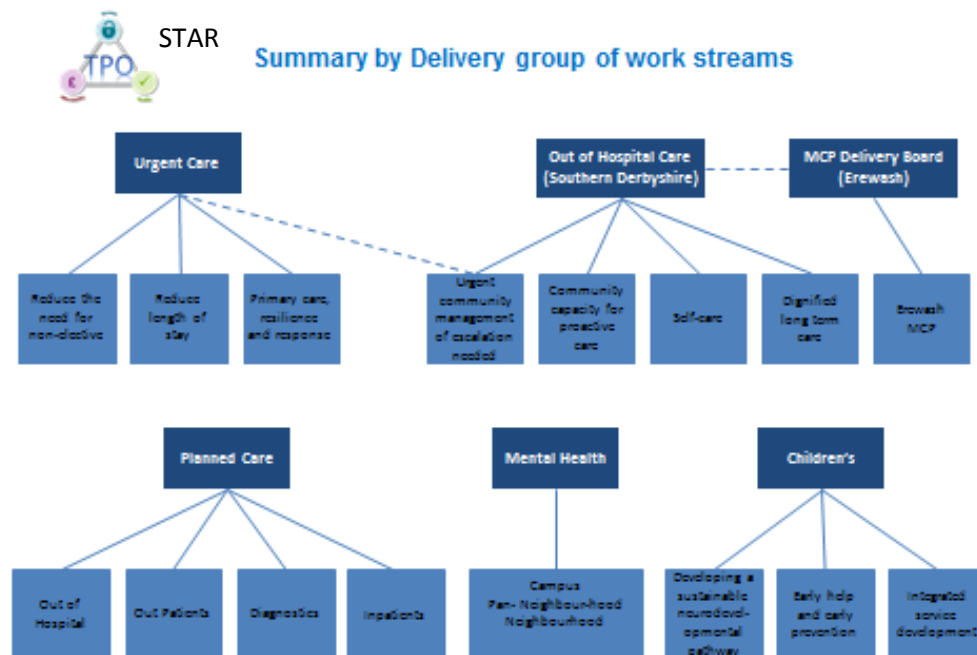 STAR
TPO
£
Summary by Delivery group of work streams
Urgent Care
Out of Hospital Care
(Southern Derbyshire)
MCP Delivery Board
(Erewash)
Reduce the
need for
non-elective
Reduce
length of
stay
Primary care,
resilience
and response
Urgent
community
management
of escalation
needed
Community
capacity for
proactive
care
Self-care
Dignified
long term
care
Erewash
MCP
Planned Care
Mental Health
Children's
Out of
Hospital
Out Patients
Diagnostics
Inpatients
Campus
Pan- Neighbour-hood
Neighbourhood
Developing a
sustainable
neurodevel-
opmental
pathway
Early help
and early
prevention
Integrated
service
development